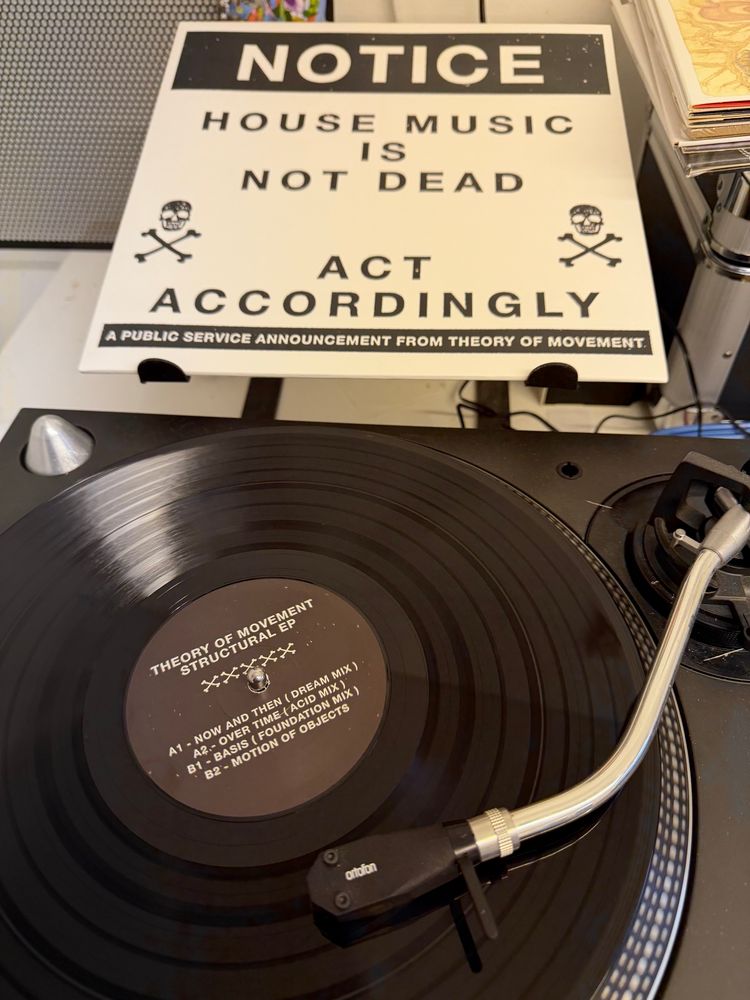 NOTICE
HOUSE MUSIC
IS
NOT DEAD
ACT
ACCORDINGLY
A PUBLIC SERVICE ANNOUNCEMENT FROM THEORY OF MOVEMENT
THEORY OF MOVEMENT
STRUCTURAL EP
A1 - NOW AND THEN ( DREAM MIX )
A2 - OVER TIME ( ACID MIX )
B1 - BASIS ( FOUNDATION MIX )
B2 - MOTION OF OBJECTS
ortofon